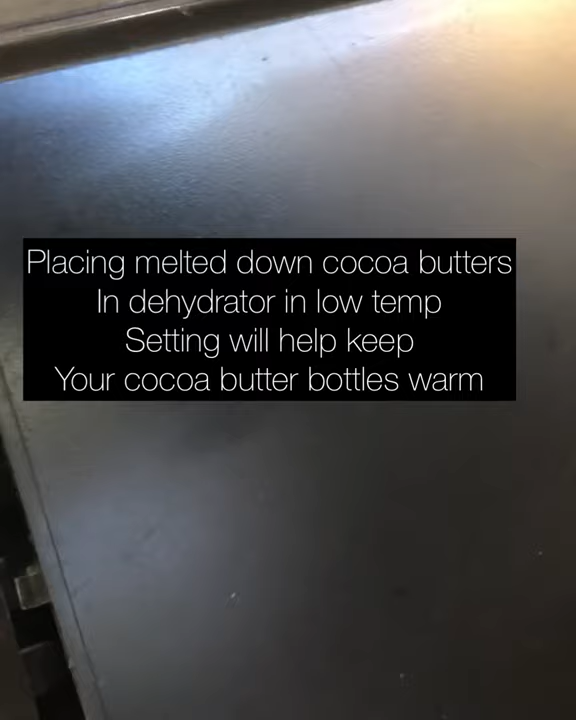 Placing melted down cocoa butters
In dehydrator in low temp
Setting will help keep
Your cocoa butter bottles warm